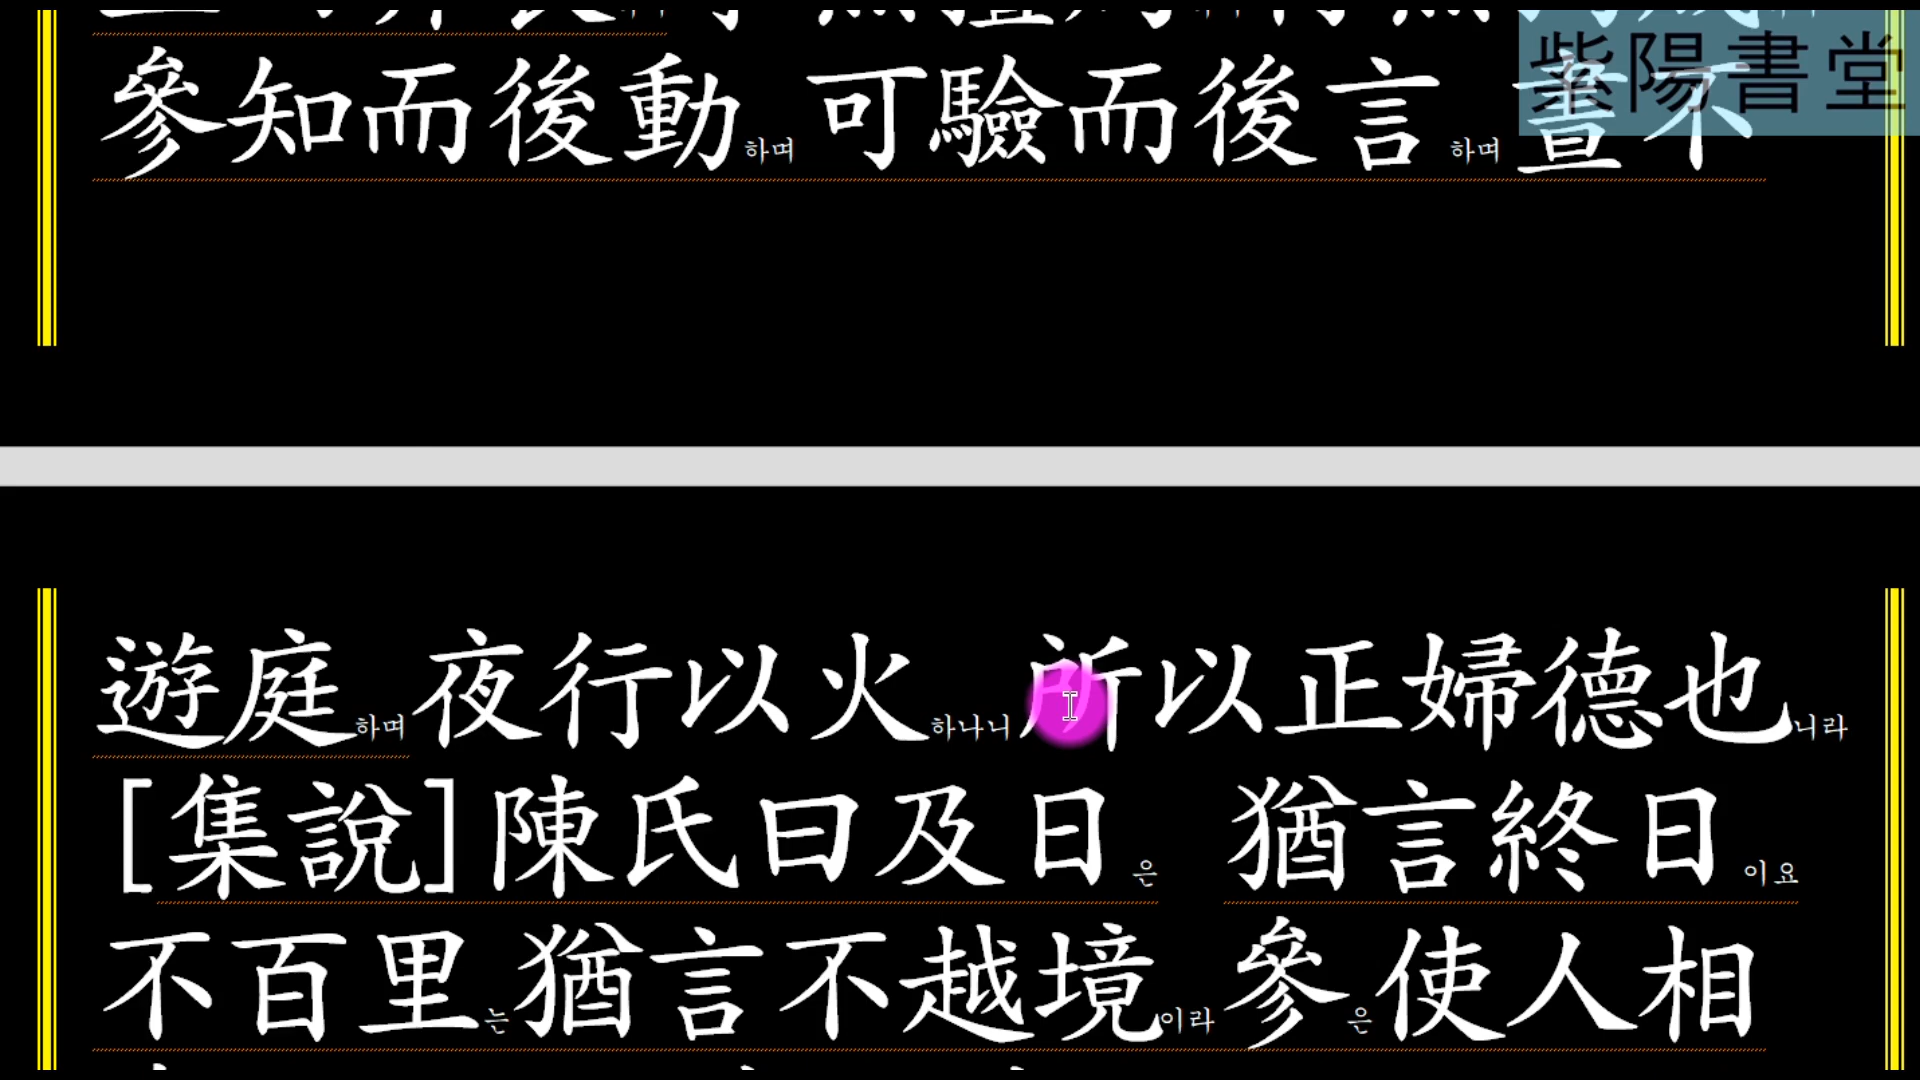 紫陽書堂
參知而後動하며 可驗而後言하며 晝不
遊庭하며 夜行以火하나니 所以正婦德也니라
[集說]陳氏曰及日은 猶言終日이요
不百里는 猶言不越境이라 參은 使人相